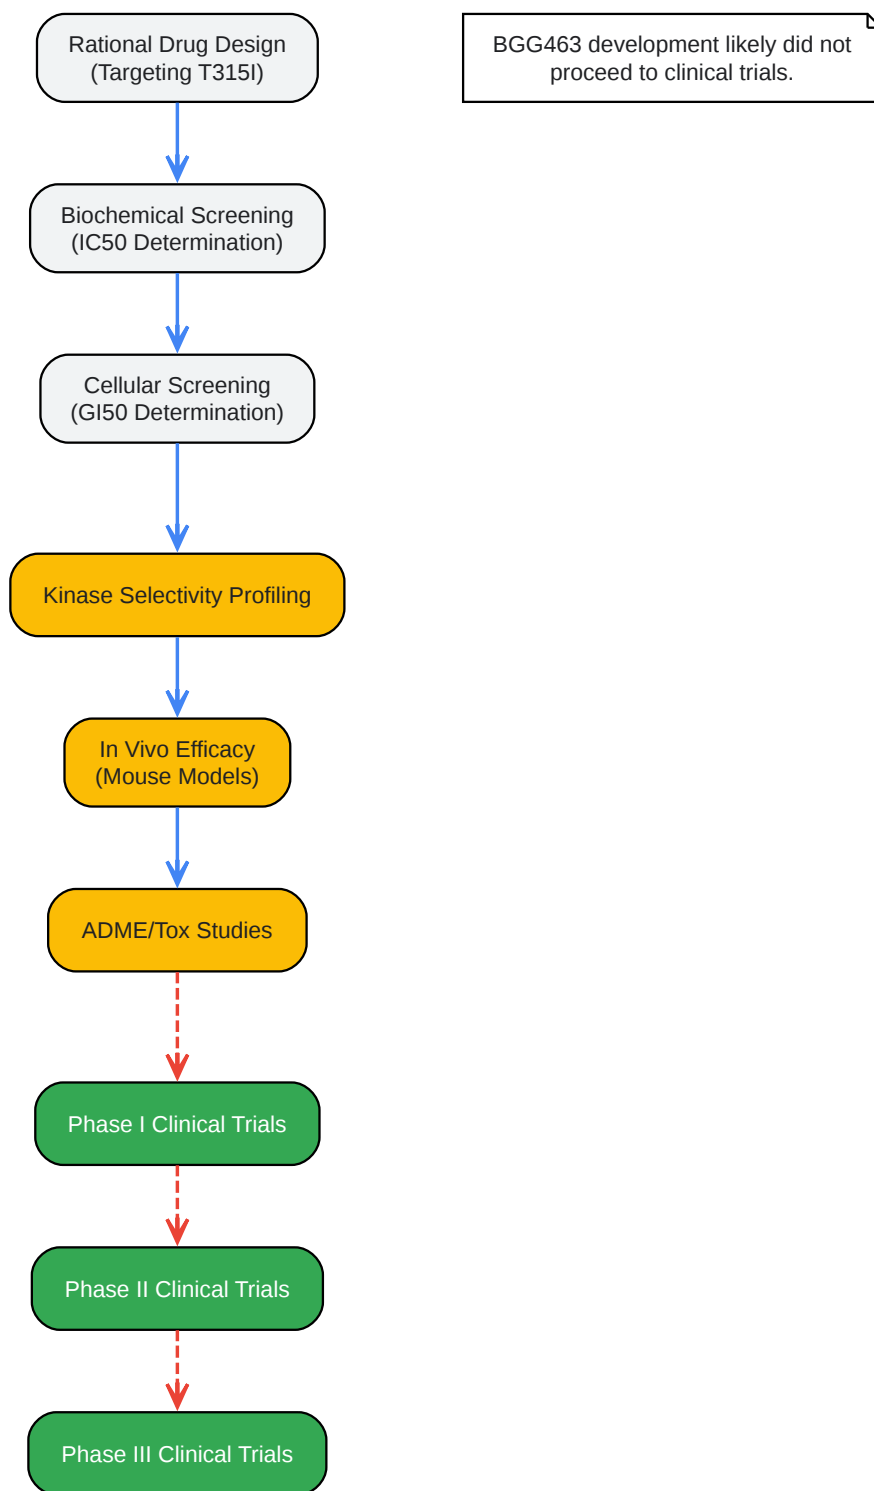 Rational Drug Design
(Targeting T315I)
BGG463 development likely did not
proceed to clinical trials.
Biochemical Screening
(IC50 Determination)
Cellular Screening
(GI50 Determination)
Kinase Selectivity Profiling
In Vivo Efficacy
(Mouse Models)
ADME/Tox Studies
Phase I Clinical Trials
Phase II Clinical Trials
Phase III Clinical Trials